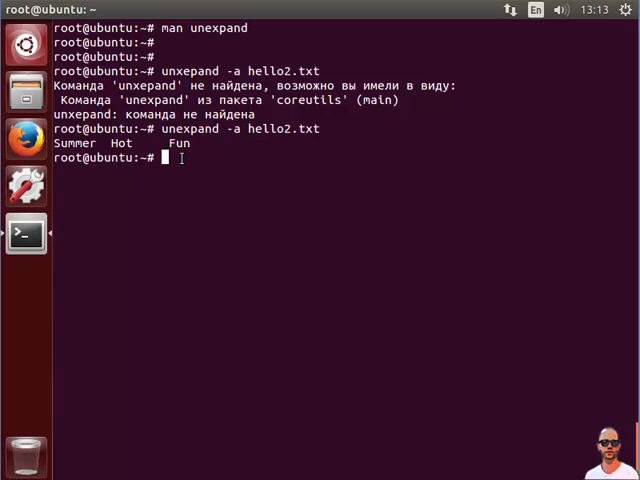 root@ubuntu: ~
En
13:13
root@ubuntu:~# man unexpand
root@ubuntu:~#
root@ubuntu:~#
root@ubuntu:~# unxepand -a hello2.txt
Команда 'unxepand' не найдена, возможно вы имели в виду:
 Команда 'unexpand' из пакета 'coreutils' (main)
unxepand: команда не найдена
root@ubuntu:~# unexpand -a hello2.txt
Summer  Hot     Fun
root@ubuntu:~#